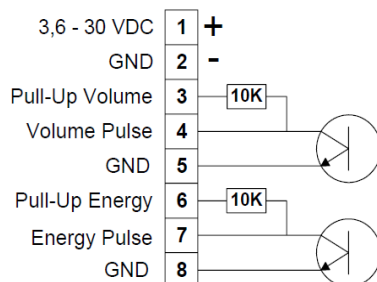 3,6 - 30 VDC 1 +
GND 2 -
Pull-Up Volume 3 10K
Volume Pulse 4
GND 5
Pull-Up Energy 6 10K
Energy Pulse 7
GND 8